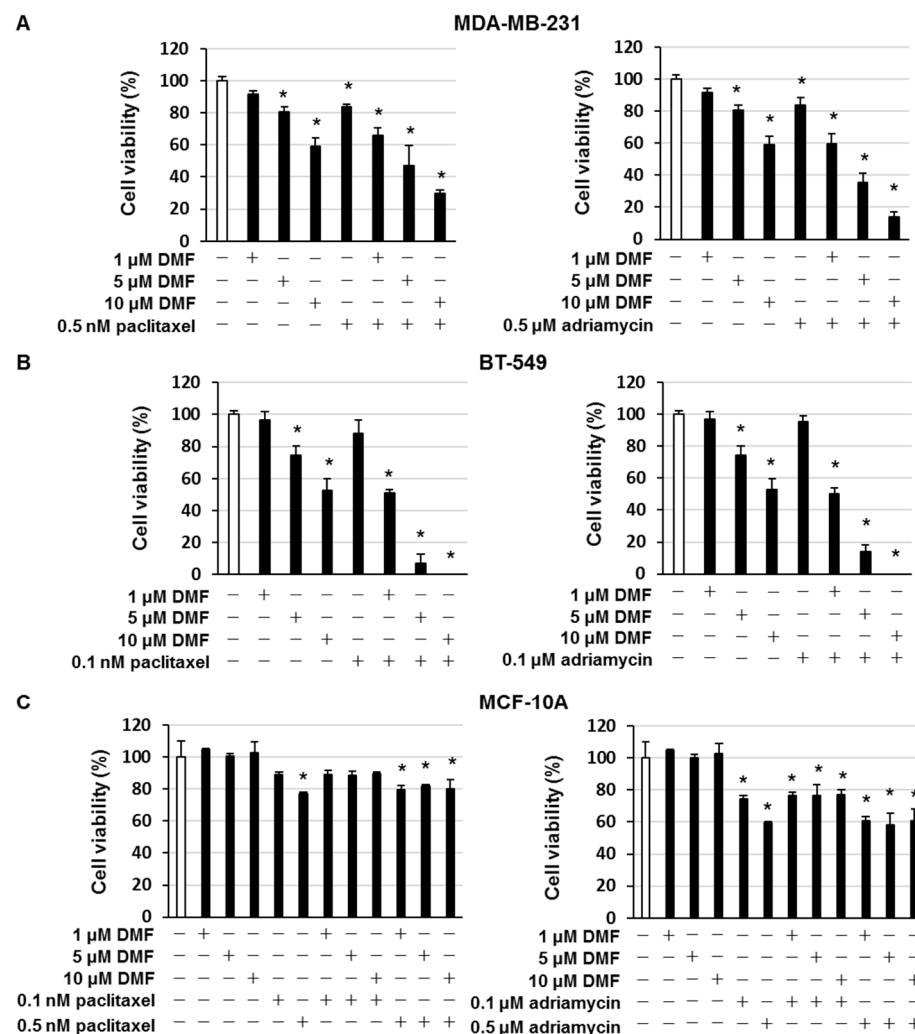 A MDA-MB-231
120
100
80
60
40
20
0
Cell viability (%)
* * * * * *
1 µM DMF − + − − − + − −
5 µM DMF − − + − − − + −
10 µM DMF − − − + − − − +
0.5 nM paclitaxel − − − − + + + +
120
100
80
60
40
20
0
Cell viability (%)
* * * * * *
1 µM DMF − + − − − + − −
5 µM DMF − − + − − − + −
10 µM DMF − − − + − − − +
0.5 µM adriamycin − − − − + + + +
B BT-549
120
100
80
60
40
20
0
Cell viability (%)
* * * * *
1 µM DMF − + − − − + − −
5 µM DMF − − + − − − + −
10 µM DMF − − − + − − − +
0.1 nM paclitaxel − − − − + + + +
120
100
80
60
40
20
0
Cell viability (%)
* * * * *
1 µM DMF − + − − − + − −
5 µM DMF − − + − − − + −
10 µM DMF − − − + − − − +
0.1 µM adriamycin − − − − + + + +
C MCF-10A
120
100
80
60
40
20
0
Cell viability (%)
* * * *
1 µM DMF − + − − − − + − − + − −
5 µM DMF − − + − − − − + − − + −
10 µM DMF − − − + − − − − + − − +
0.1 nM paclitaxel − − − − + − + + + − − −
0.5 nM paclitaxel − − − − − + − − − + + +
120
100
80
60
40
20
0
Cell viability (%)
* * * * * * * *
1 µM DMF − + − − − − + − − + − −
5 µM DMF − − + − − − − + − − + −
10 µM DMF − − − + − − − − + − − +
0.1 µM adriamycin − − − − + − + + + − − −
0.5 µM adriamycin − − − − − + − − − + + +